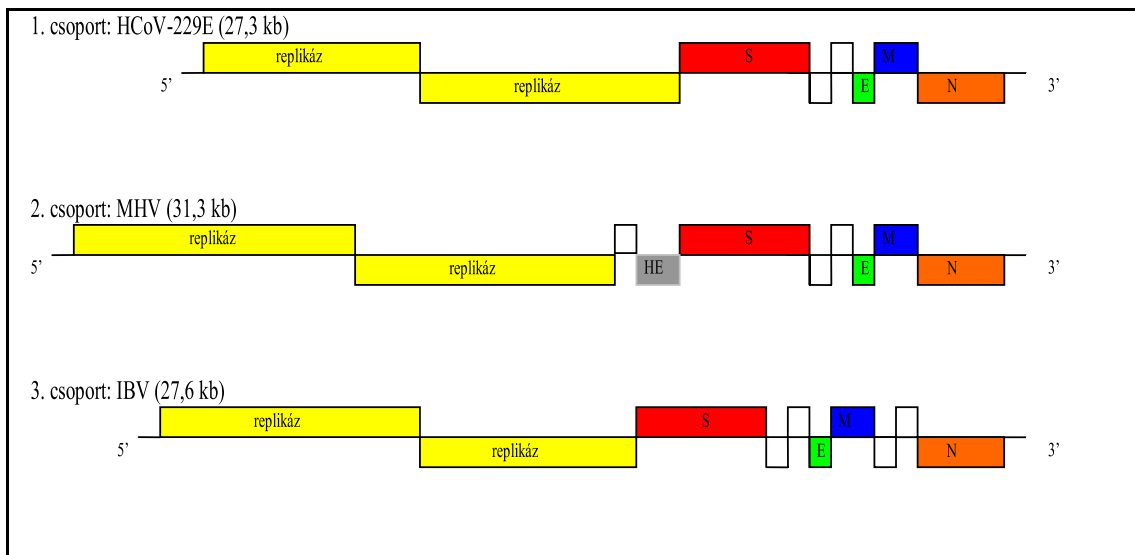 1. csoport: HCoV-229E (27,3 kb)
replikáz S M
5’ replikáz E N 3’
2. csoport: MHV (31,3 kb)
replikáz S M
5’ replikáz HE E N 3’
3. csoport: IBV (27,6 kb)
replikáz S M
5’ replikáz E N 3’